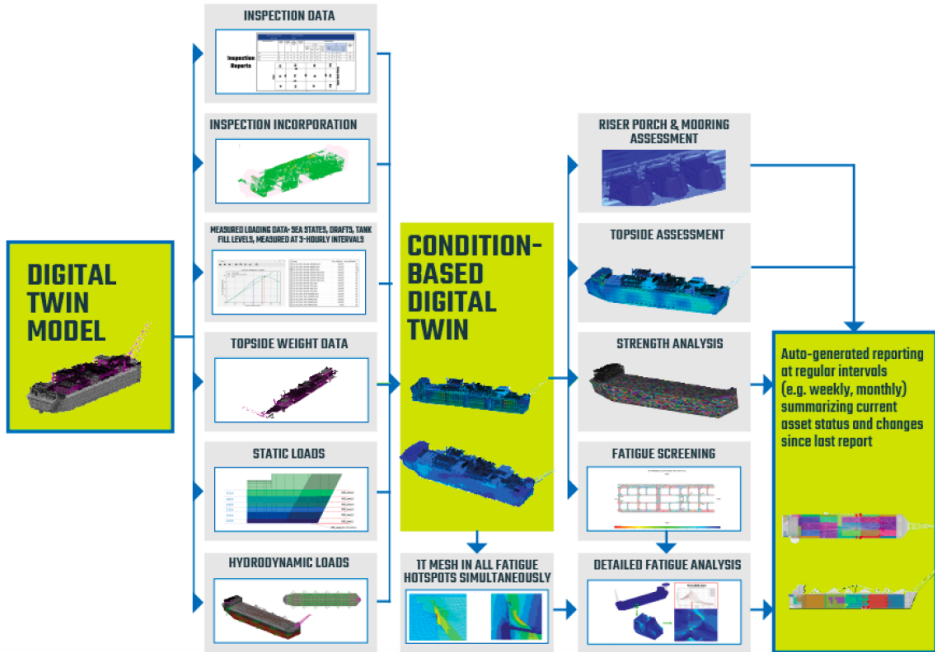 INSPECTION DATA
Inspection
Reports
INSPECTION INCORPORATION
MEASURED LOADING DATA- SEA STATES, DRAFTS, TANK
FILL LEVELS, MEASURED AT 3-HOURLY INTERVALS
DIGITAL
TWIN
MODEL
TOPSIDE WEIGHT DATA
STATIC LOADS
HYDRODYNAMIC LOADS
CONDITION-
BASED
DIGITAL
TWIN
1T MESH IN ALL FATIGUE
HOTSPOTS SIMULTANEOUSLY
RISER PORCH & MOORING
ASSESSMENT
TOPSIDE ASSESSMENT
STRENGTH ANALYSIS
FATIGUE SCREENING
DETAILED FATIGUE ANALYSIS
Auto-generated reporting
at regular intervals
(e.g. weekly, monthly)
summarizing current
asset status and changes
since last report